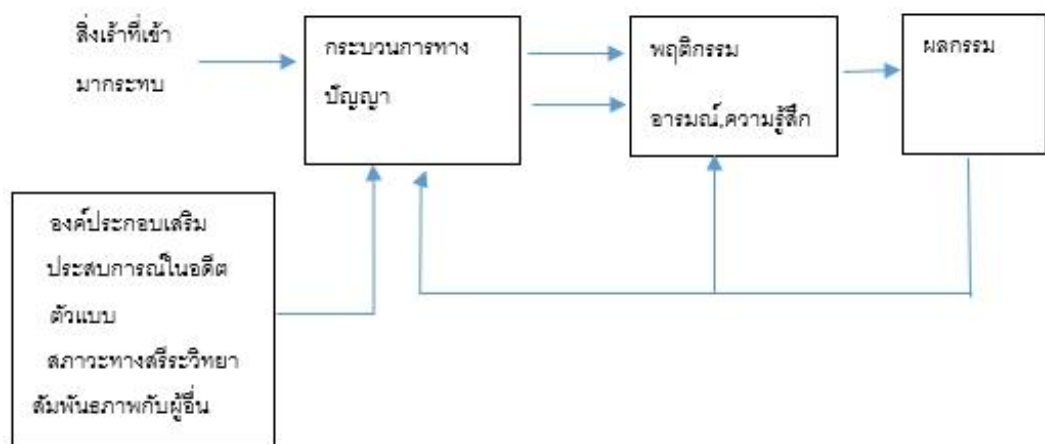 สิ่งเร้าที่เข้า
มากระทบ
กระบวนการทาง
ปัญญา
พฤติกรรม
อารมณ์,ความรู้สึก
ผลกรรม
องค์ประกอบเสริม
ประสบการณ์ในอดีต
ตัวแบบ
สภาวะทางสรีระวิทยา
สัมพันธภาพกับผู้อื่น